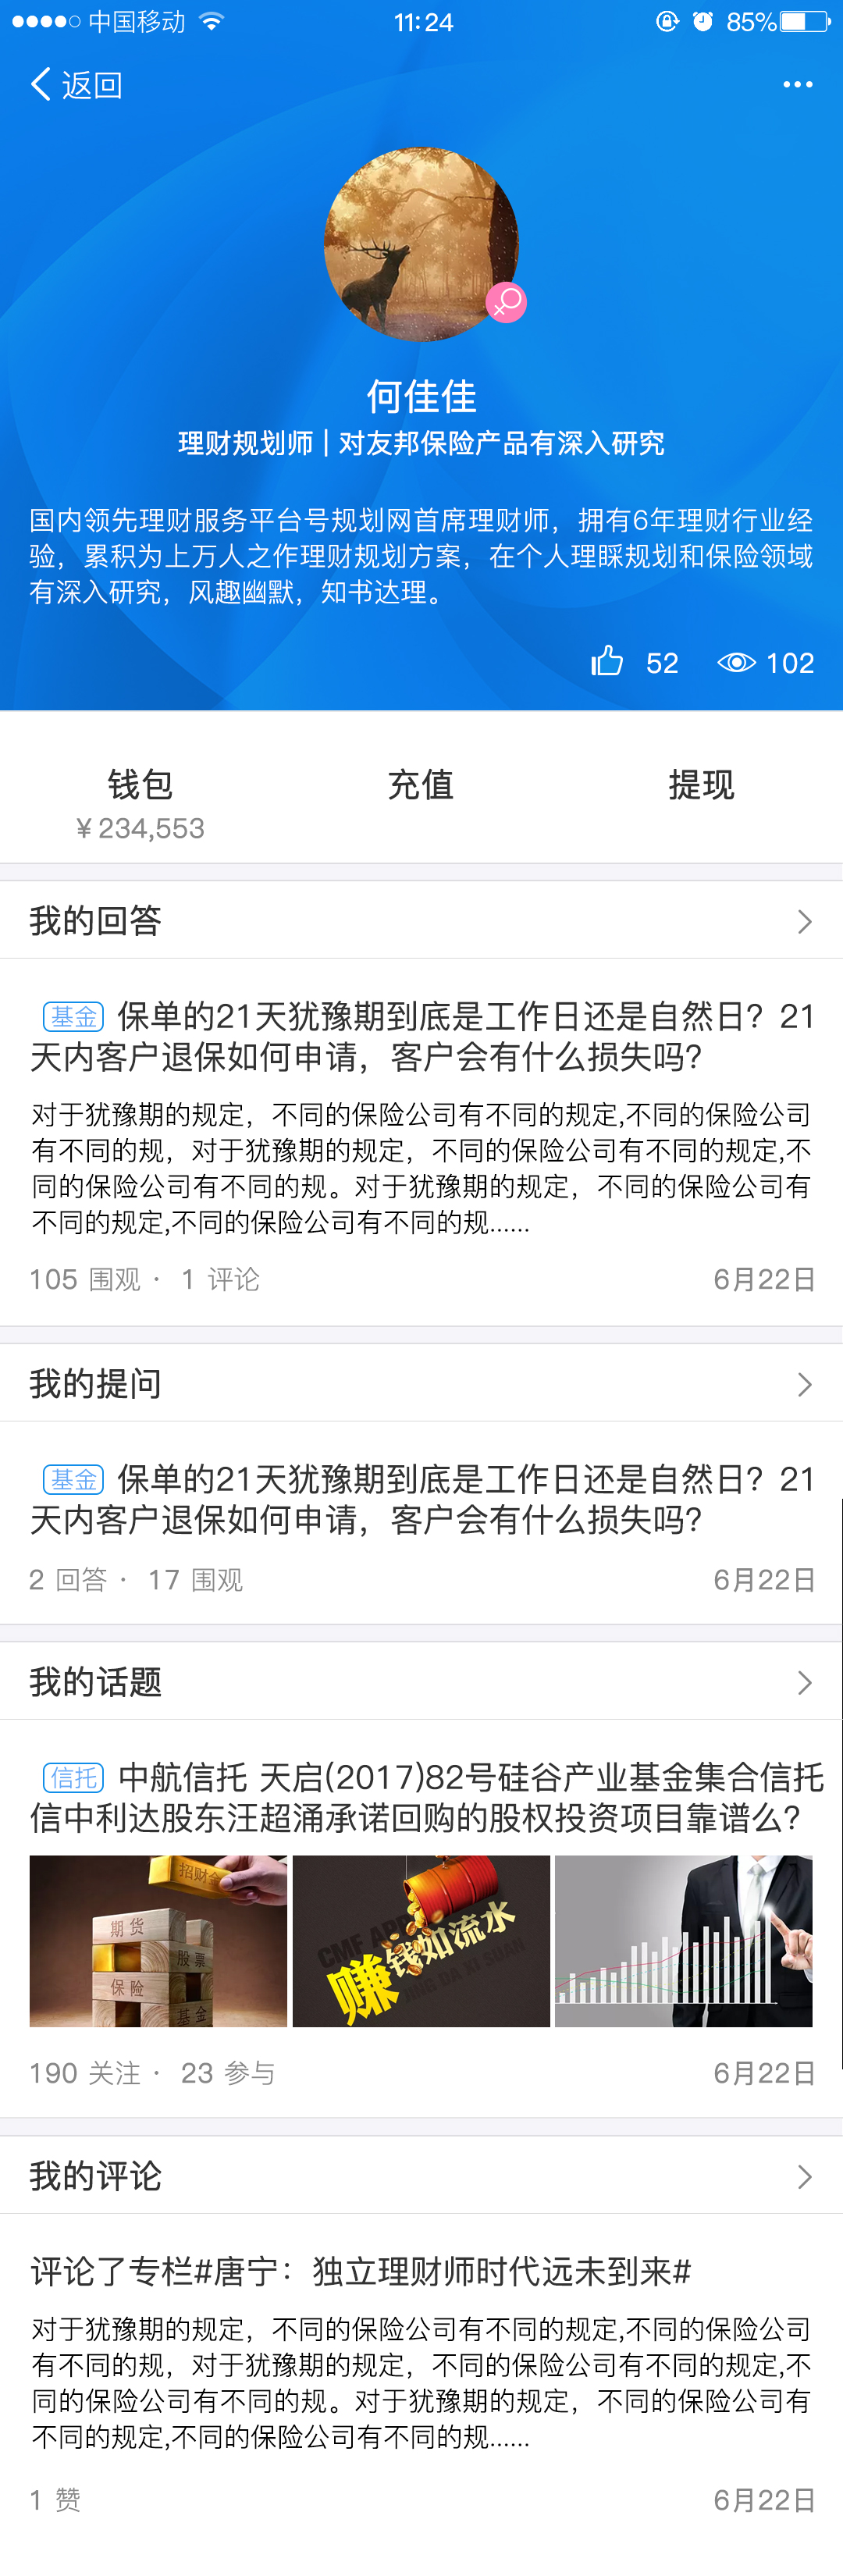 中国移动 11:24 85%
返回
何佳佳
理财规划师 | 对友邦保险产品有深入研究
国内领先理财服务平台号规划网首席理财师，拥有6年理财行业经
验，累积为上万人之作理财规划方案，在个人理睬规划和保险领域
有深入研究，风趣幽默，知书达理。
52 102
钱包 充值 提现
¥234,553
我的回答
基金 保单的21天犹豫期到底是工作日还是自然日？21
天内客户退保如何申请，客户会有什么损失吗?
对于犹豫期的规定，不同的保险公司有不同的规定,不同的保险公司
有不同的规，对于犹豫期的规定，不同的保险公司有不同的规定,不
同的保险公司有不同的规。对于犹豫期的规定，不同的保险公司有
不同的规定,不同的保险公司有不同的规......
105 围观 · 1 评论 6月22日
我的提问
基金 保单的21天犹豫期到底是工作日还是自然日？21
天内客户退保如何申请，客户会有什么损失吗?
2 回答 · 17 围观 6月22日
我的话题
信托 中航信托 天启(2017)82号硅谷产业基金集合信托
信中利达股东汪超涌承诺回购的股权投资项目靠谱么?
招财金
期货
股票
保险
基金
赚钱如流水
190 关注 · 23 参与 6月22日
我的评论
评论了专栏#唐宁：独立理财师时代远未到来#
对于犹豫期的规定，不同的保险公司有不同的规定,不同的保险公司
有不同的规，对于犹豫期的规定，不同的保险公司有不同的规定,不
同的保险公司有不同的规。对于犹豫期的规定，不同的保险公司有
不同的规定,不同的保险公司有不同的规......
1 赞 6月22日